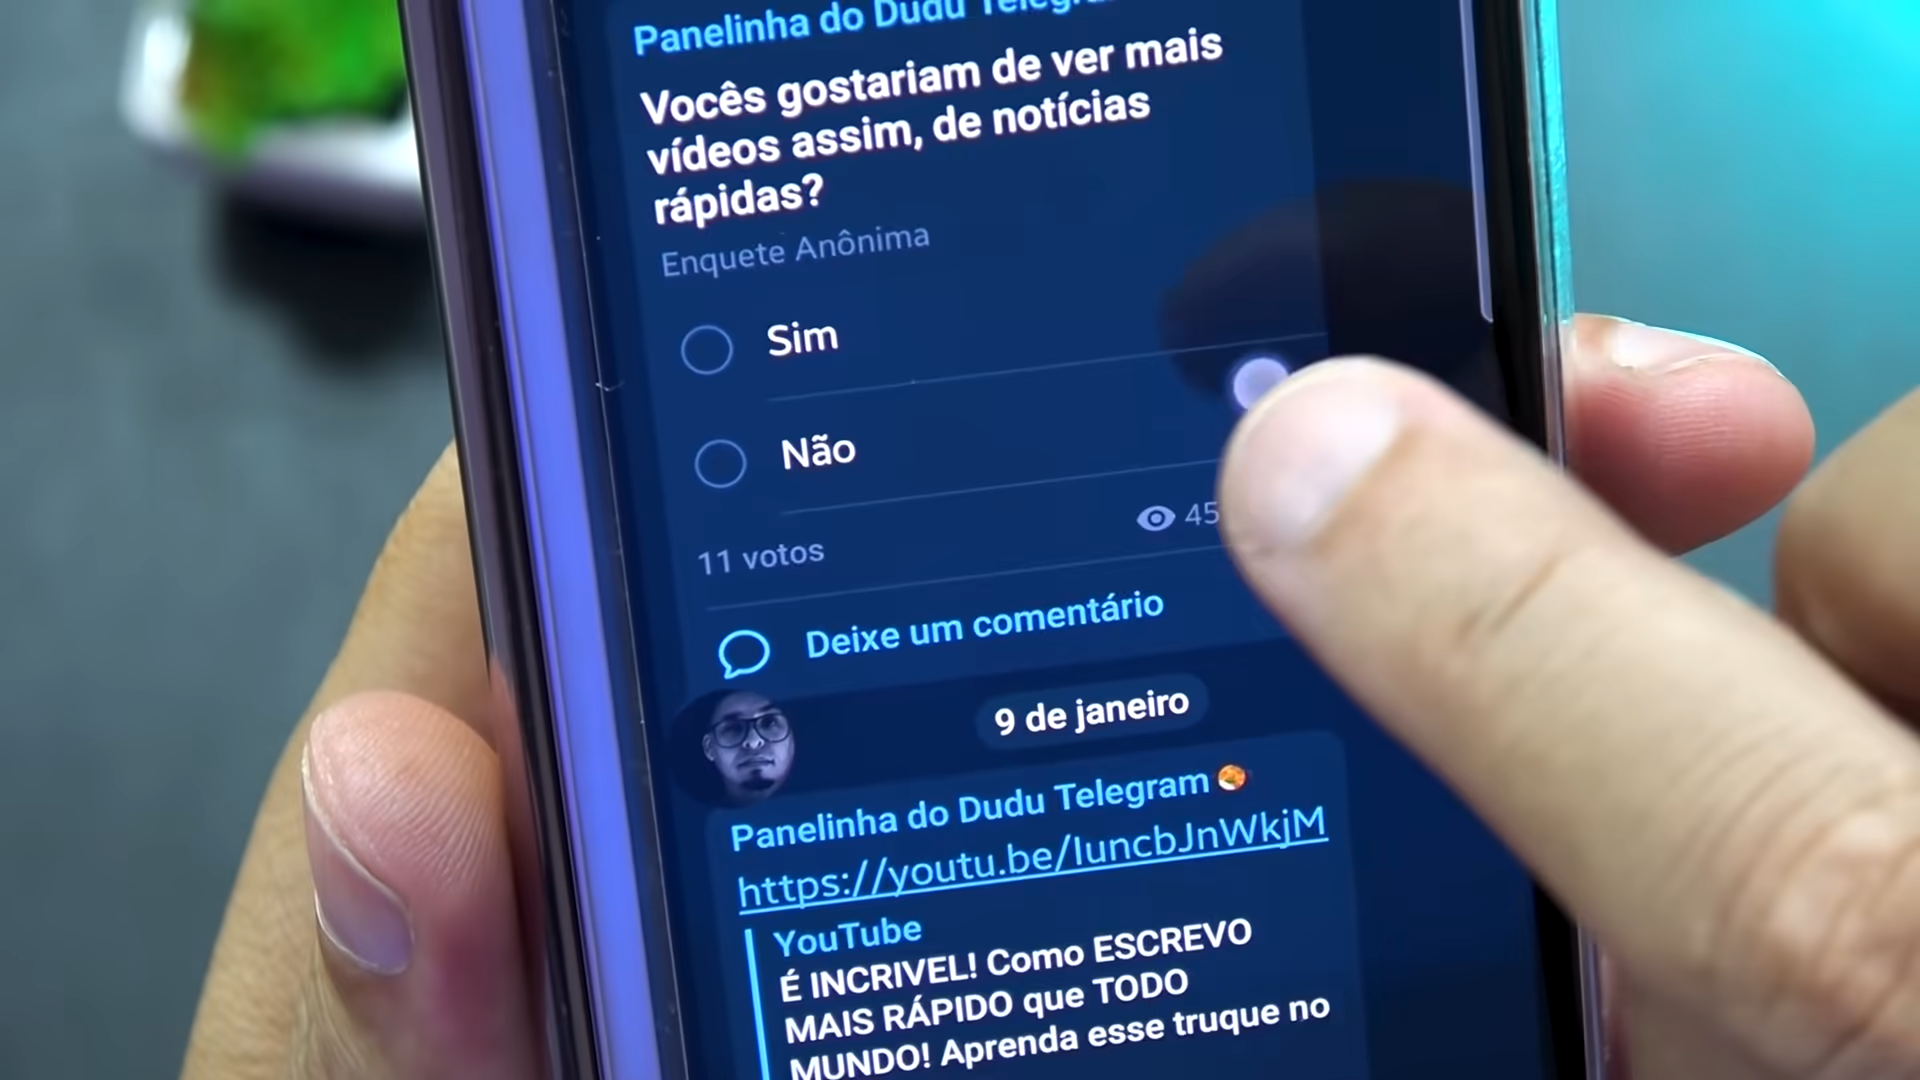 Panelinha do Dudu Telegram
Vocês gostariam de ver mais
vídeos assim, de notícias
rápidas?
Enquete Anônima
Sim
Não
45
11 votos
Deixe um comentário
9 de janeiro
Panelinha do Dudu Telegram
https://youtu.be/IuncbJnWkjM
YouTube
É INCRIVEL! Como ESCREVO
MAIS RÁPIDO que TODO
MUNDO! Aprenda esse truque no